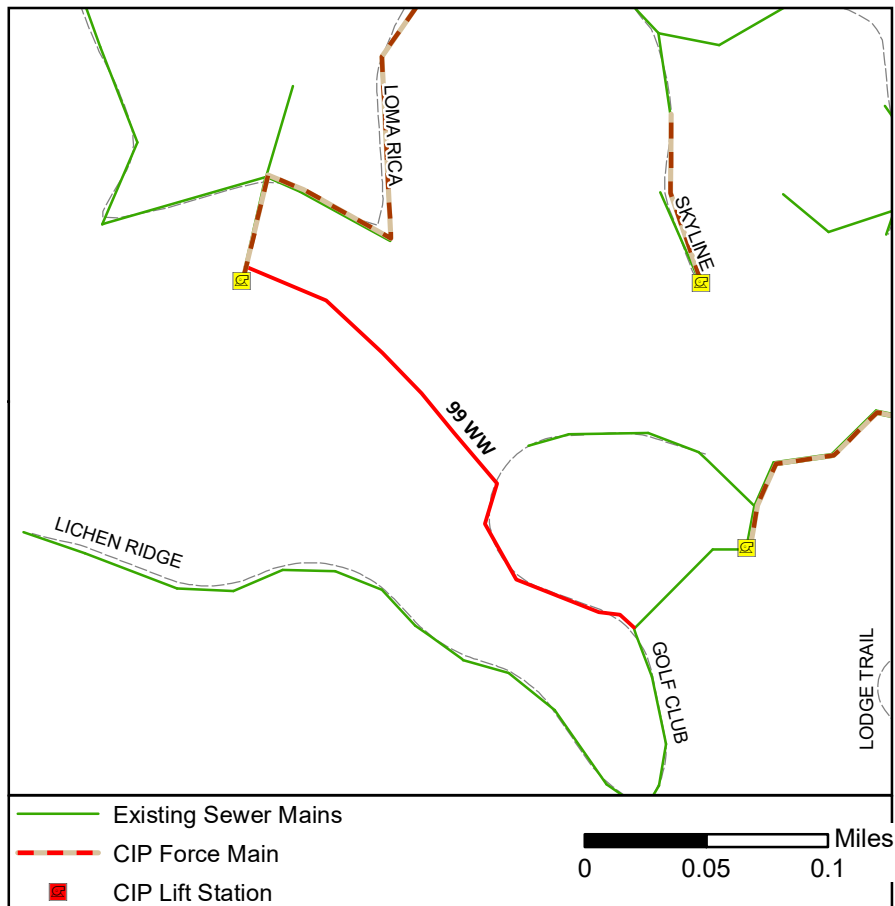 LOMA RICA
SKYLINE
99 WW
LICHEN RIDGE
GOLF CLUB
LODGE TRAIL
Existing Sewer Mains
CIP Force Main
CIP Lift Station
Miles
0 0.05 0.1